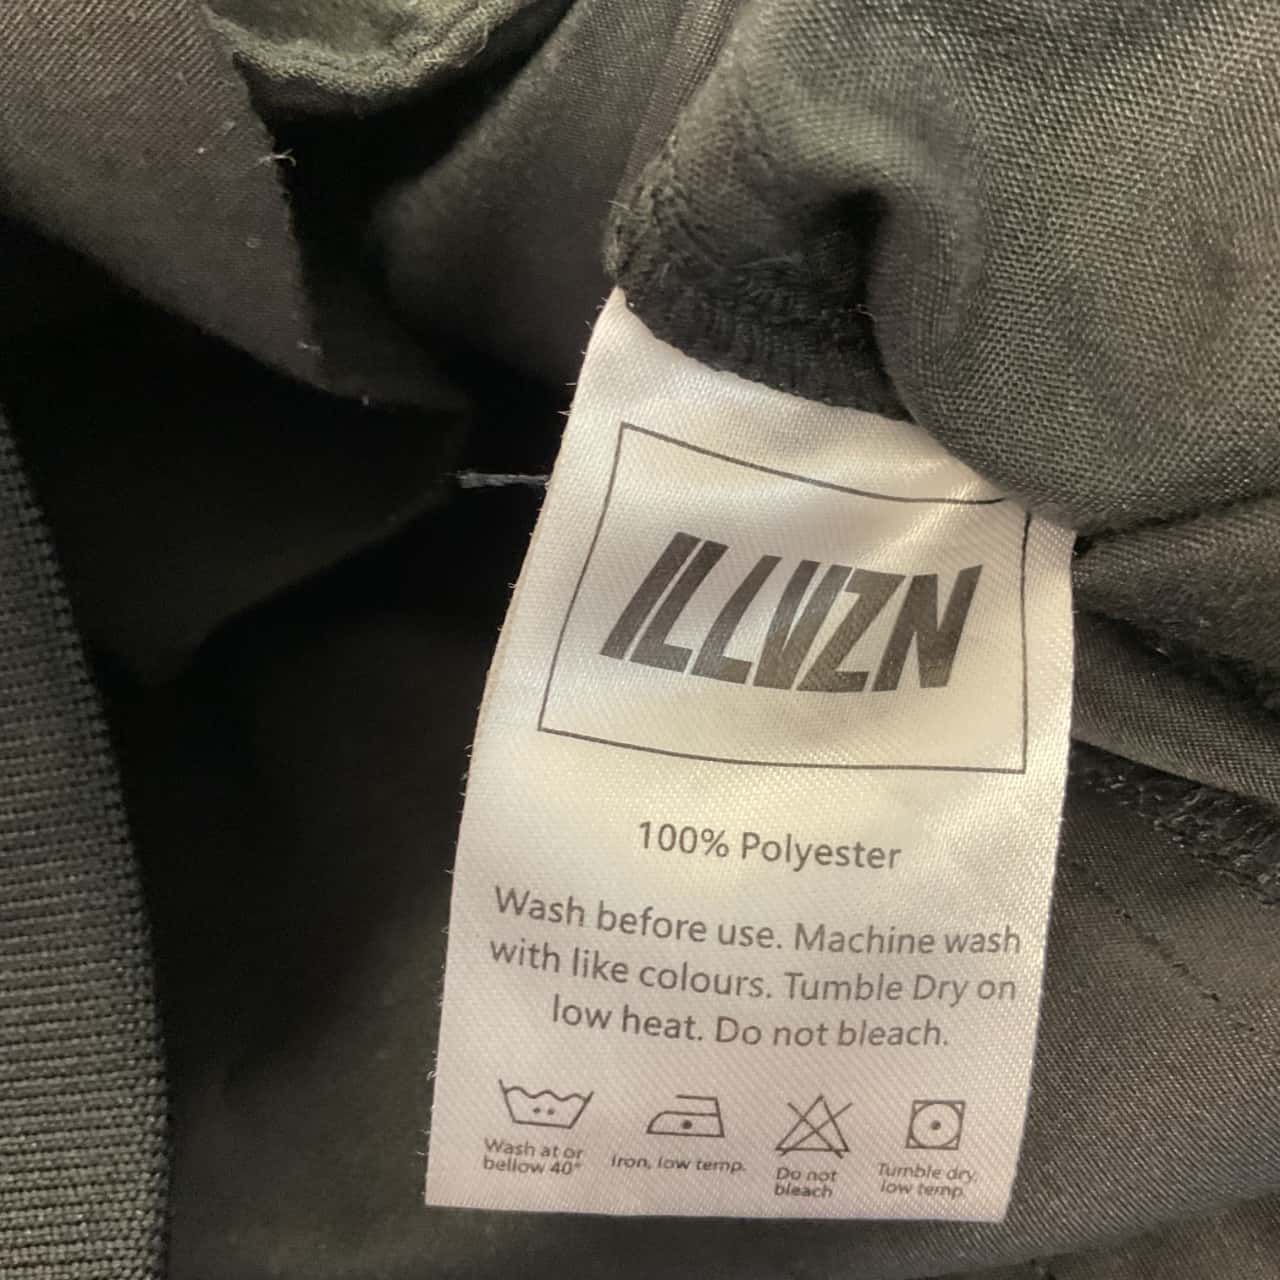 ILLVZN
100% Polyester
Wash before use. Machine wash
with like colours. Tumble Dry on
low heat. Do not bleach.
Wash at or
bellow 40°
Iron, low temp.
Do not
bleach
Tumble dry,
low temp.